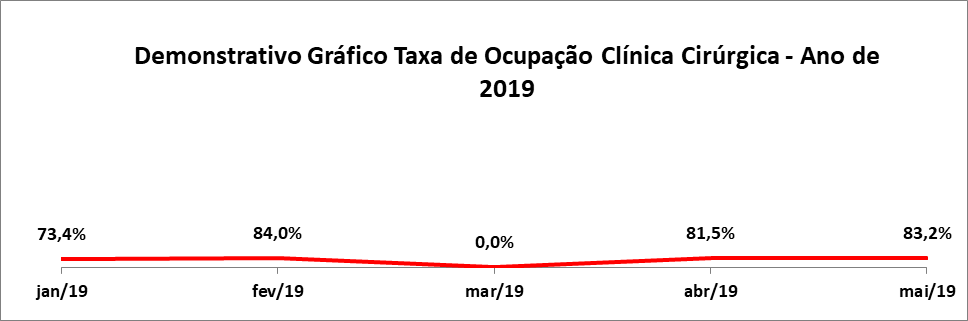 Demonstrativo Gráfico Taxa de Ocupação Clínica Cirúrgica - Ano de
2019
73,4%
84,0%
0,0%
81,5%
83,2%
jan/19
fev/19
mar/19
abr/19
mai/19